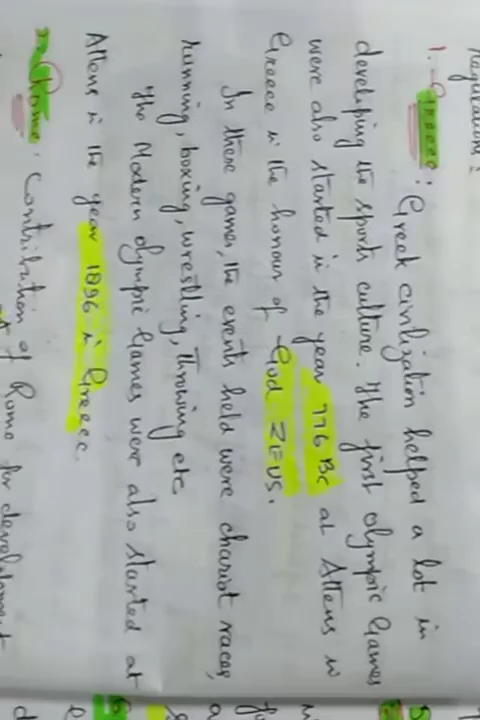 Regulations:
1. Greece: Greek civilization helped a lot in
developing the sports culture. The first Olympic Games
were also started in the year 776 BC at Attens in
Greece in the honour of God ZEUS.
In these games, the events held were chariot races,
running, boxing, wrestling, throwing etc
The Modern Olympic Games were also started at
Attens in the year 1896 in Greece.
Rome: Contribution of Rome for development